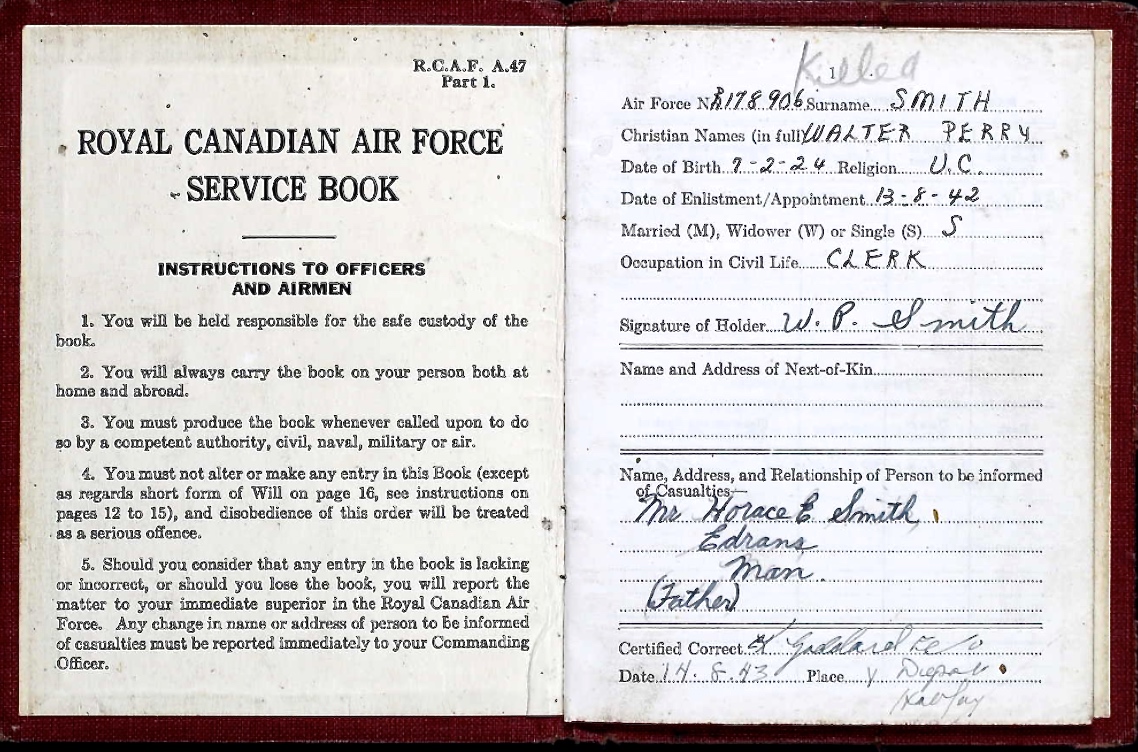 R.C.A.F. A.47
Part 1.
ROYAL CANADIAN AIR FORCE
SERVICE BOOK
INSTRUCTIONS TO OFFICERS
AND AIRMEN
1. You will be held responsible for the safe custody of the
book.
2. You will always carry the book on your person both at
home and abroad.
3. You must produce the book whenever called upon to do
so by a competent authority, civil, naval, military or air.
4. You must not alter or make any entry in this Book (except
as regards short form of Will on page 16, see instructions on
pages 12 to 15), and disobedience of this order will be treated
as a serious offence.
5. Should you consider that any entry in the book is lacking
or incorrect, or should you lose the book, you will report the
matter to your immediate superior in the Royal Canadian Air
Force. Any change in name or address of person to be informed
of casualties must be reported immediately to your Commanding
Officer.
Killed
1
Air Force No. R178906 Surname SMITH
Christian Names (in full) WALTER PERRY
Date of Birth 7-2-24 Religion U.C.
Date of Enlistment/Appointment 13-8-42
Married (M), Widower (W) or Single (S) S
Occupation in Civil Life CLERK
Signature of Holder W. P. Smith
Name and Address of Next-of-Kin
Name, Address, and Relationship of Person to be informed
of Casualties—
Mr Horace E Smith,
Edrans
Man.
(Father)
Certified Correct Goddard
Date 14.8.43 Place Y Depot
Halifax